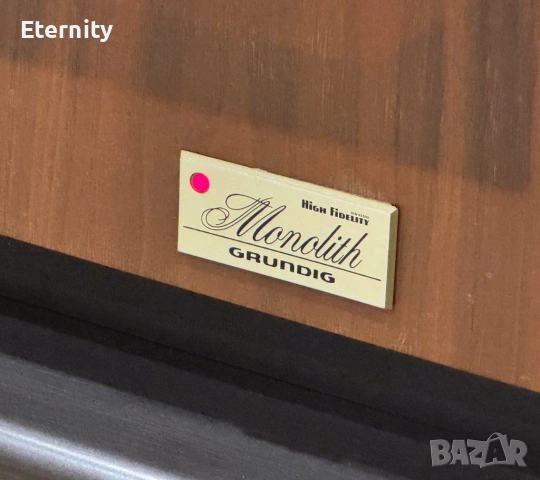 Eternity
High Fidelity
Monolith
GRUNDIG
BAZAR